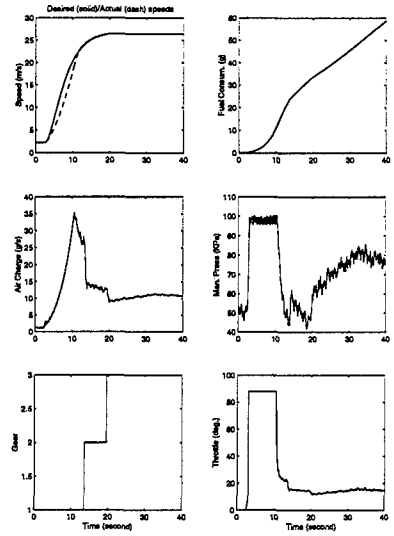 Desired (solid)/Actual (dash) speeds
30
25
20
15
10
5
0
0 10 20 30 40
Speed (m/s)
60
50
40
30
20
10
0
0 10 20 30 40
Fuel Consum. (g)
40
35
30
25
20
15
10
5
0
0 10 20 30 40
Air Charge (g/s)
110
100
90
80
70
60
50
40
0 10 20 30 40
Man. Press (KPa)
3
2.5
2
1.5
1
0 10 20 30 40
Gear
Time (second)
100
80
60
40
20
0
0 10 20 30 40
Throttle (deg.)
Time (second)